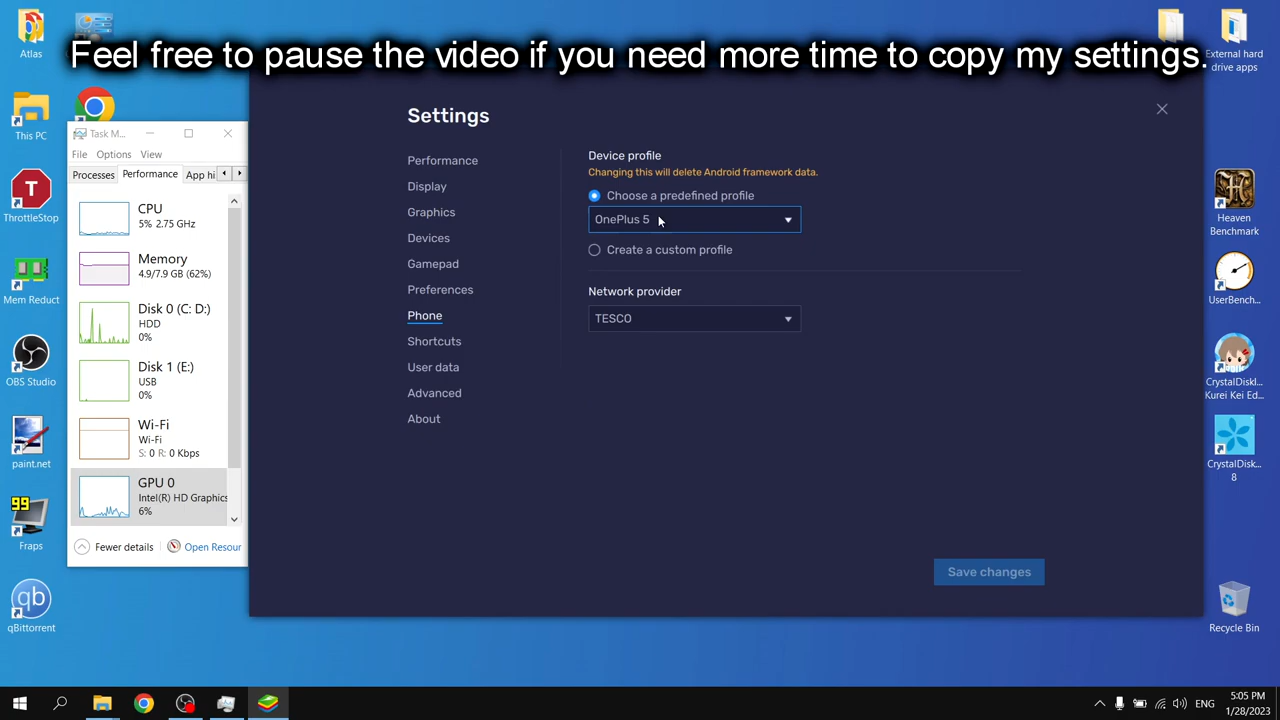 Feel free to pause the video if you need more time to copy my settings.
Atlas
This PC
ThrottleStop
Mem Reduct
OBS Studio
paint.net
99
Fraps
qb
qBittorrent
Task M...
File Options View
Processes Performance App hi
CPU
5% 2.75 GHz
Memory
4.9/7.9 GB (62%)
Disk 0 (C: D:)
HDD
0%
Disk 1 (E:)
USB
0%
Wi-Fi
Wi-Fi
S: 0 R: 0 Kbps
GPU 0
Intel(R) HD Graphics
6%
Fewer details Open Resour
Settings
Performance
Display
Graphics
Devices
Gamepad
Preferences
Phone
Shortcuts
User data
Advanced
About
Device profile
Changing this will delete Android framework data.
Choose a predefined profile
OnePlus 5
Create a custom profile
Network provider
TESCO
Save changes
External hard
drive apps
Heaven
Benchmark
UserBenc...
CrystalDiskI...
Kurei Kei Ed...
CrystalDisk...
8
Recycle Bin
ENG
5:05 PM
1/28/2023